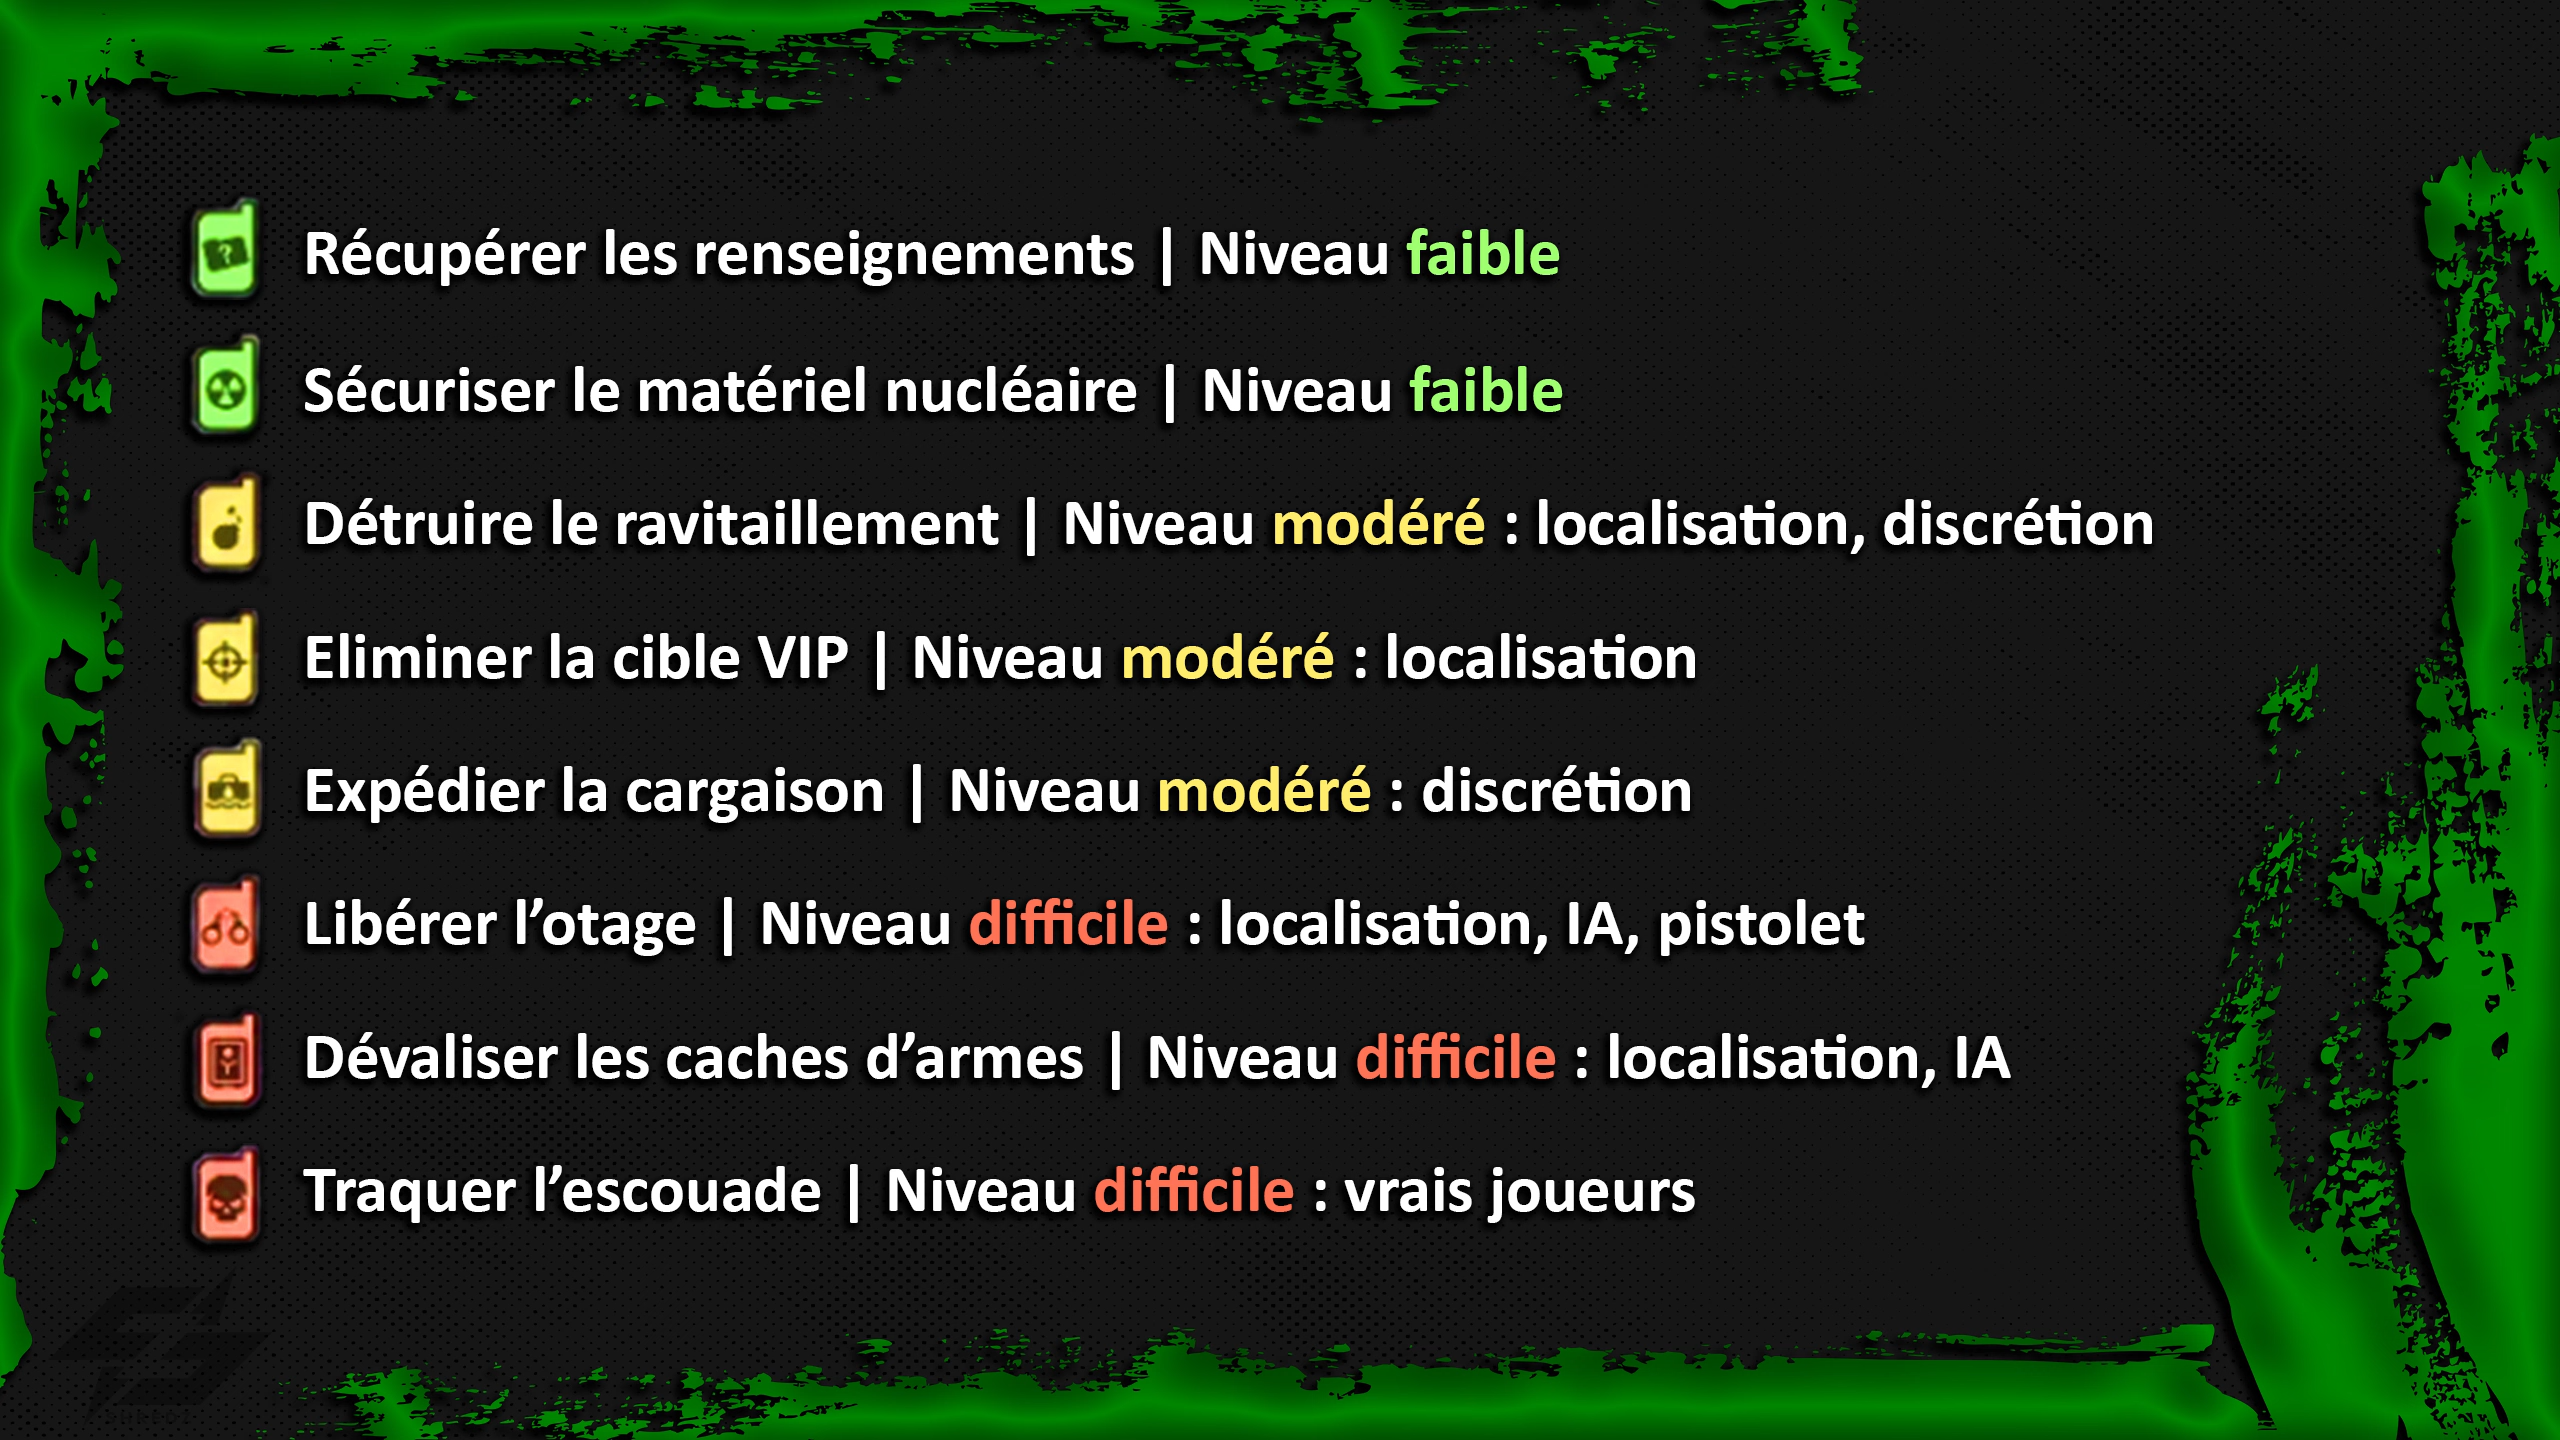 Récupérer les renseignements | Niveau faible
Sécuriser le matériel nucléaire | Niveau faible
Détruire le ravitaillement | Niveau modéré : localisation, discrétion
Eliminer la cible VIP | Niveau modéré : localisation
Expédier la cargaison | Niveau modéré : discrétion
Libérer l’otage | Niveau difficile : localisation, IA, pistolet
Dévaliser les caches d’armes | Niveau difficile : localisation, IA
Traquer l’escouade | Niveau difficile : vrais joueurs